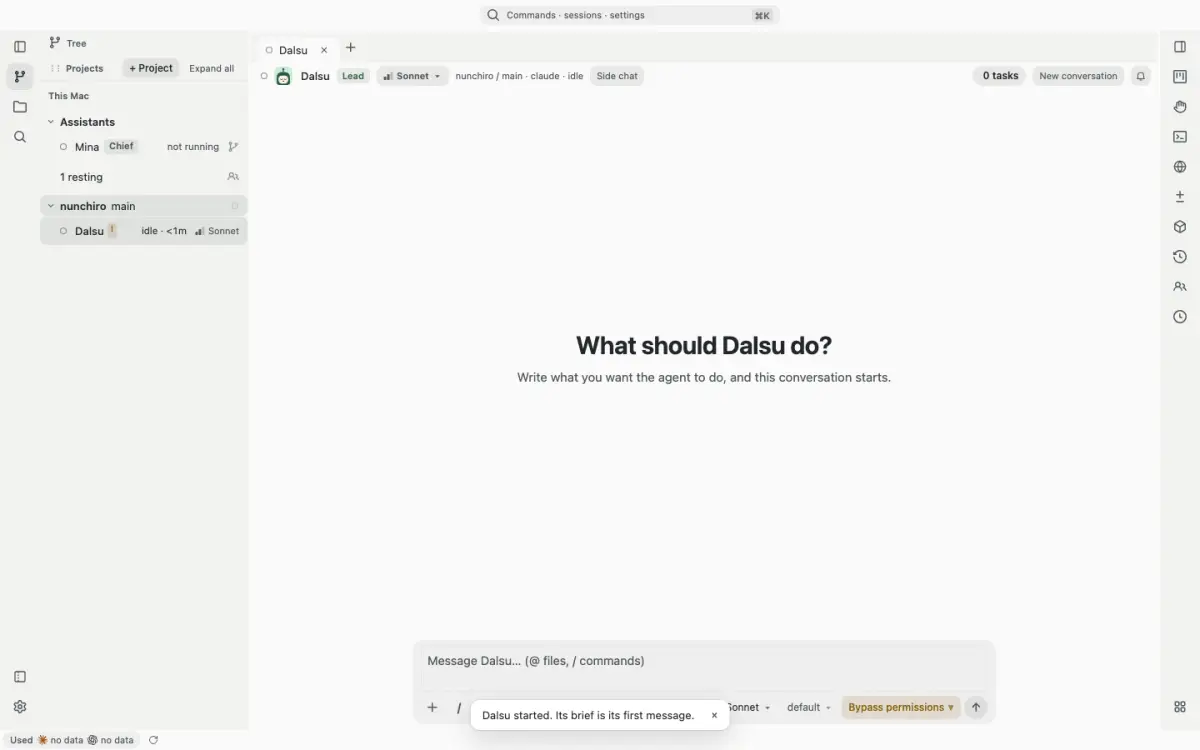 Commands · sessions · settings ⌘K
Tree
Projects + Project Expand all
This Mac
Assistants
Mina Chief not running
1 resting
nunchiro main
Dalsu ! idle · <1m Sonnet
Dalsu × +
Dalsu Lead Sonnet nunchiro / main · claude · idle Side chat 0 tasks New conversation
What should Dalsu do?
Write what you want the agent to do, and this conversation starts.
Message Dalsu... (@ files, / commands)
+ / onnet default Bypass permissions
Dalsu started. Its brief is its first message. ×
Used no data no data